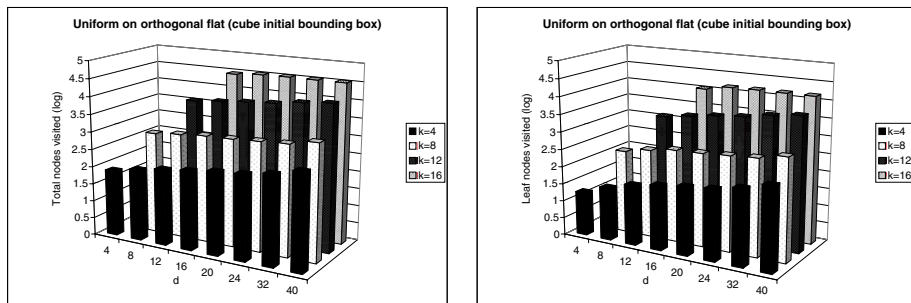 Uniform on orthogonal flat (cube initial bounding box)
Total nodes visited (log)
5
4.5
4
3.5
3
2.5
2
1.5
1
0.5
0
4
8
12
16
20
24
32
40
d
k=4
k=8
k=12
k=16
Uniform on orthogonal flat (cube initial bounding box)
Leaf nodes visited (log)
5
4.5
4
3.5
3
2.5
2
1.5
1
0.5
0
4
8
12
16
20
24
32
40
d
k=4
k=8
k=12
k=16